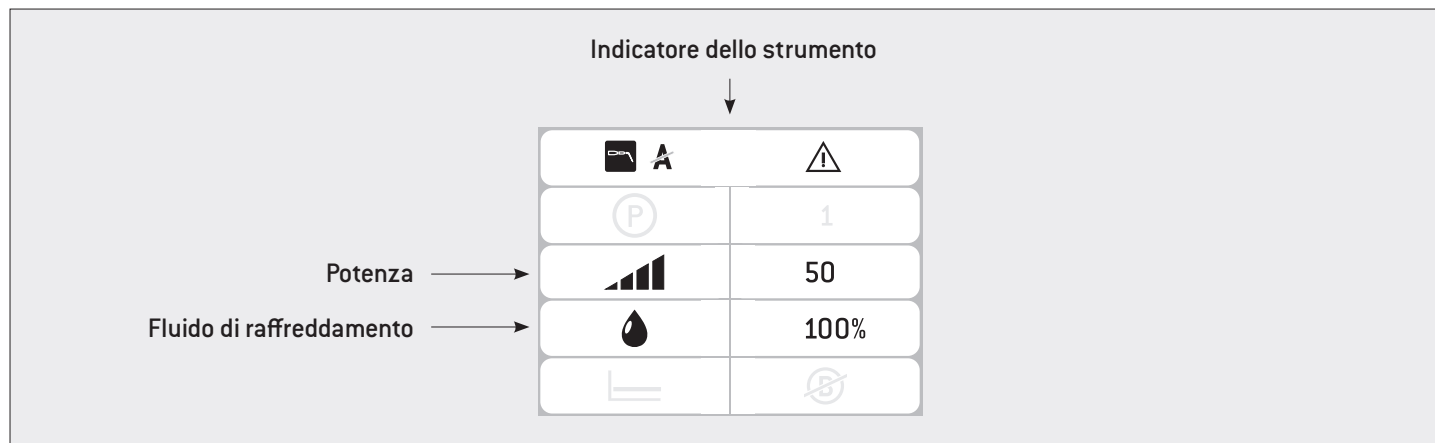 Indicatore dello strumento
A
P
1
Potenza
50
Fluido di raffreddamento
100%
B